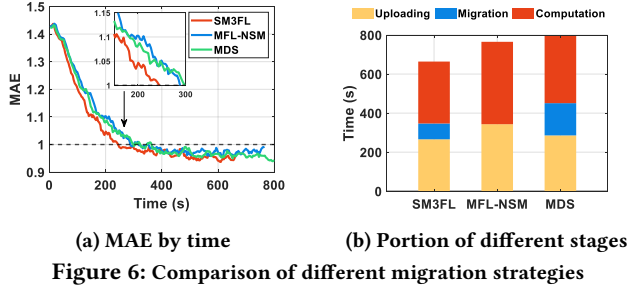 1.5
1.4
1.3
1.2
1.1
1
0.9
MAE
0 200 400 600 800
Time (s)
1.15
1.1
1.05
1
200 300
SM3FL
MFL-NSM
MDS
(a) MAE by time
Uploading Migration Computation
800
600
400
200
0
Time (s)
SM3FL MFL-NSM MDS
(b) Portion of different stages
Figure 6: Comparison of different migration strategies